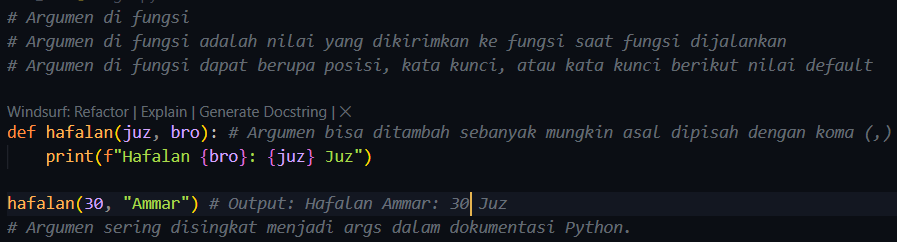 # Argumen di fungsi
# Argumen di fungsi adalah nilai yang dikirimkan ke fungsi saat fungsi dijalankan
# Argumen di fungsi dapat berupa posisi, kata kunci, atau kata kunci berikut nilai default
Windsurf: Refactor | Explain | Generate Docstring | ×
def hafalan(juz, bro): # Argumen bisa ditambah sebanyak mungkin asal dipisah dengan koma (,)
    print(f"Hafalan {bro}: {juz} Juz")
hafalan(30, "Ammar") # Output: Hafalan Ammar: 30 Juz
# Argumen sering disingkat menjadi args dalam dokumentasi Python.